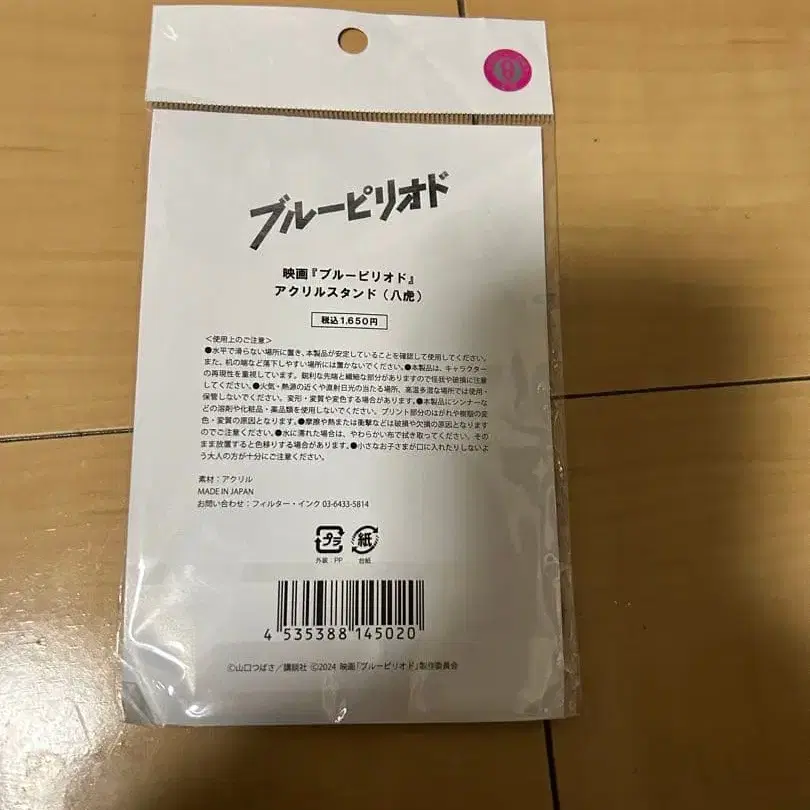 ブルーピリオド
映画『ブルーピリオド』
アクリルスタンド（八虎）
税込1,650円
＜使用上のご注意＞
●水平で滑らない場所に置き、本製品が安定していることを確認して使用してください。
また、机の端など落下しやすい場所には置かないでください。●本製品は、キャラクター
の再現性を重視しています。鋭利な先端と繊細な部分がありますので怪我や破損に注意
してください。●火気・熱源の近くや直射日光の当たる場所、高温多湿な場所では使用・
保管しないでください。変形・変質や変色する場合があります。●本製品にシンナーな
どの溶剤や化粧品・薬品類を使用しないでください。プリント部分のはがれや樹脂の変
色・変質の原因となります。●摩擦や熱または衝撃などは破損や欠損の原因となります
のでご注意ください。●水に濡れた場合は、やわらかい布で拭き取ってください。その
まま放置すると色移りする場合があります。●小さなお子さまが口に入れたりしないよ
う大人の方が十分にご注意ください。
素材：アクリル
MADE IN JAPAN
お問い合わせ：フィルター・インク 03-6433-5814
プラ 紙
外装：PP 台紙
4 535388 145020
©山口つばさ／講談社 ©2024 映画『ブルーピリオド』製作委員会